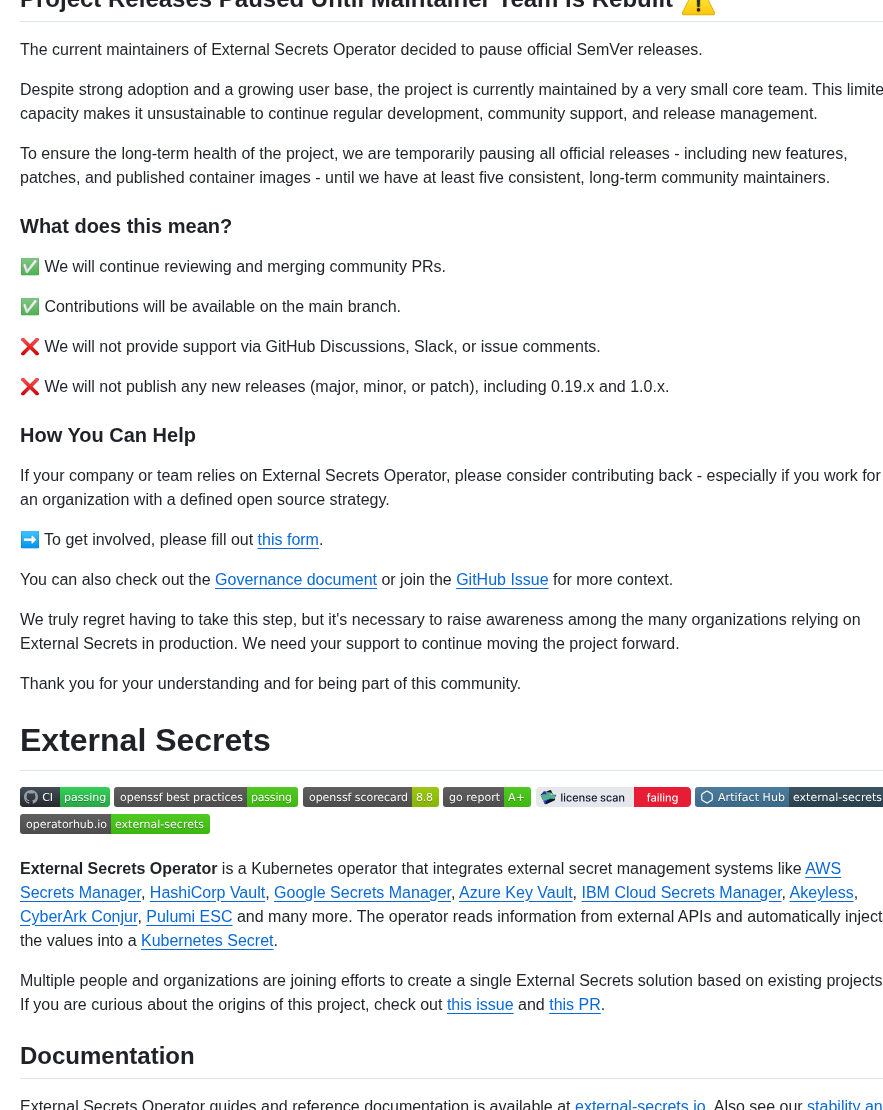 Project Releases Paused Until Maintainer Team is Rebuilt ⚠️
The current maintainers of External Secrets Operator decided to pause official SemVer releases.
Despite strong adoption and a growing user base, the project is currently maintained by a very small core team. This limite
capacity makes it unsustainable to continue regular development, community support, and release management.
To ensure the long-term health of the project, we are temporarily pausing all official releases - including new features,
patches, and published container images - until we have at least five consistent, long-term community maintainers.
What does this mean?
✅ We will continue reviewing and merging community PRs.
✅ Contributions will be available on the main branch.
❌ We will not provide support via GitHub Discussions, Slack, or issue comments.
❌ We will not publish any new releases (major, minor, or patch), including 0.19.x and 1.0.x.
How You Can Help
If your company or team relies on External Secrets Operator, please consider contributing back - especially if you work for
an organization with a defined open source strategy.
➡️ To get involved, please fill out this form.
You can also check out the Governance document or join the GitHub Issue for more context.
We truly regret having to take this step, but it's necessary to raise awareness among the many organizations relying on
External Secrets in production. We need your support to continue moving the project forward.
Thank you for your understanding and for being part of this community.
External Secrets
CI passing openssf best practices passing openssf scorecard 8.8 go report A+ license scan failing Artifact Hub external-secrets
operatorhub.io external-secrets
External Secrets Operator is a Kubernetes operator that integrates external secret management systems like AWS
Secrets Manager, HashiCorp Vault, Google Secrets Manager, Azure Key Vault, IBM Cloud Secrets Manager, Akeyless,
CyberArk Conjur, Pulumi ESC and many more. The operator reads information from external APIs and automatically inject
the values into a Kubernetes Secret.
Multiple people and organizations are joining efforts to create a single External Secrets solution based on existing projects
If you are curious about the origins of this project, check out this issue and this PR.
Documentation
External Secrets Operator guides and reference documentation is available at external-secrets.io. Also see our stability an